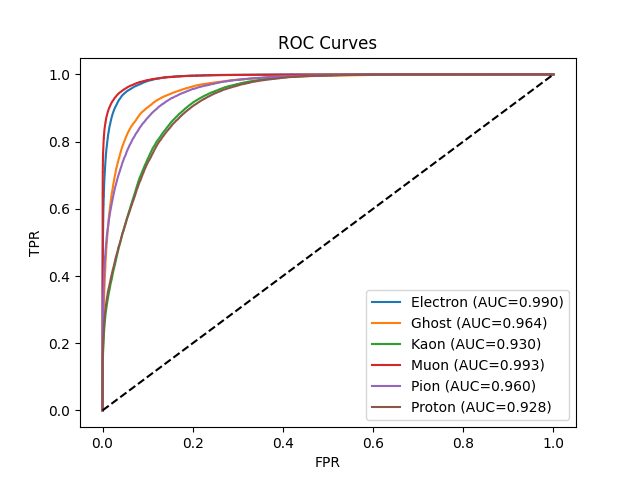 ROC Curves
TPR
1.0
0.8
0.6
0.4
0.2
0.0
0.0 0.2 0.4 0.6 0.8 1.0
FPR
Electron (AUC=0.990)
Ghost (AUC=0.964)
Kaon (AUC=0.930)
Muon (AUC=0.993)
Pion (AUC=0.960)
Proton (AUC=0.928)